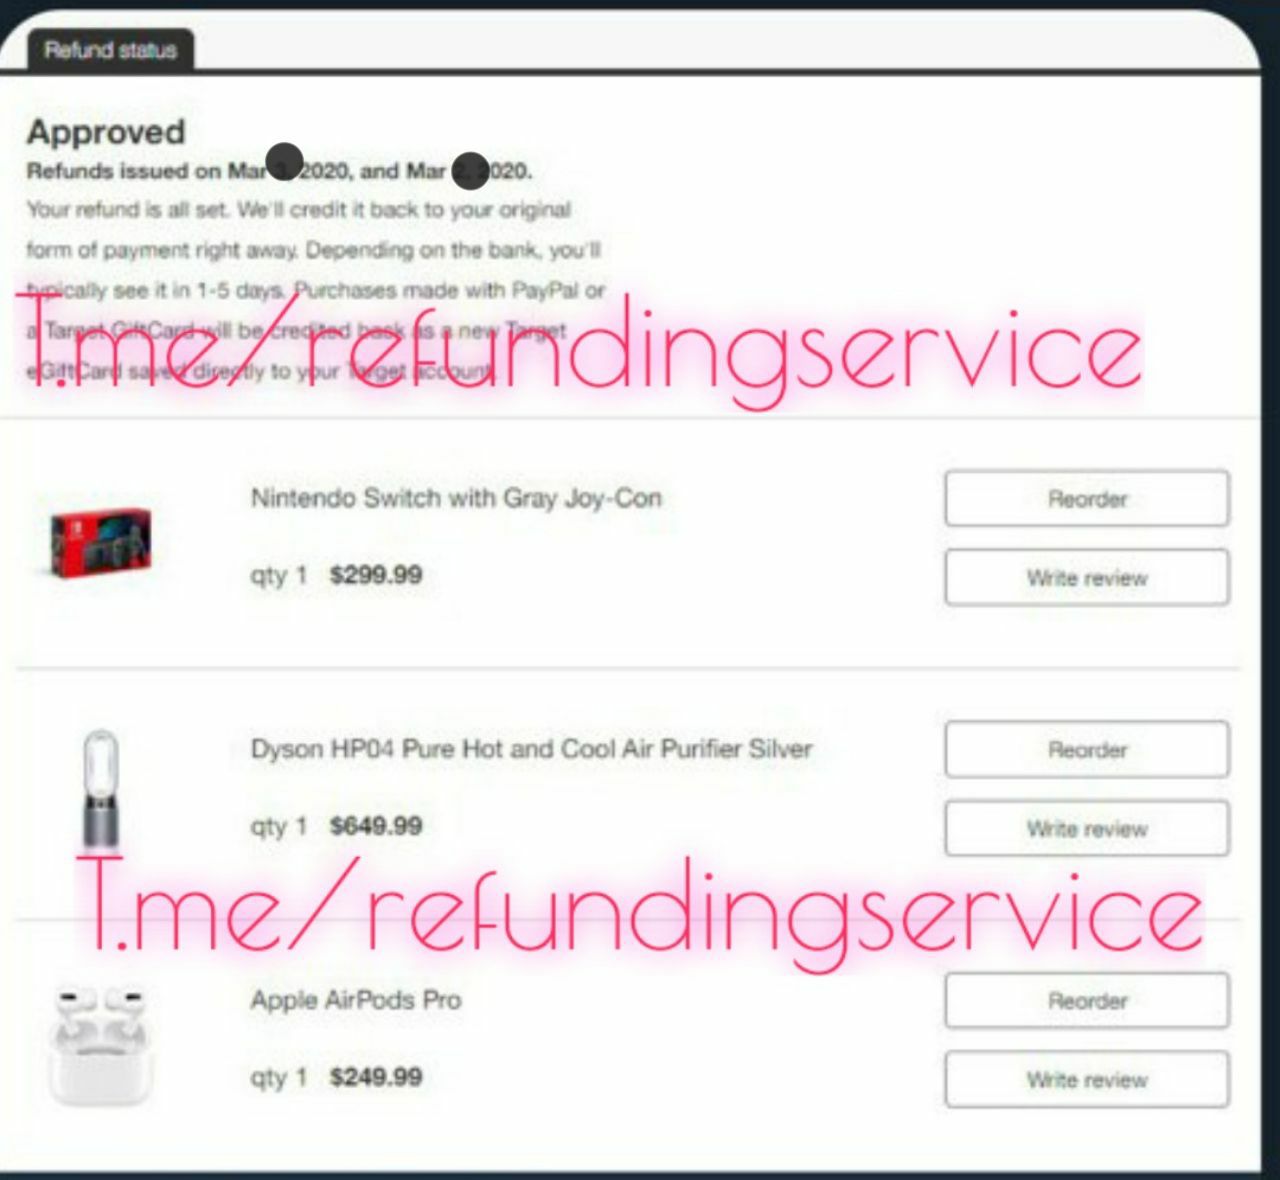 Refund status
Approved
Refunds issued on Mar 3, 2020, and Mar 2, 2020.
Your refund is all set. We'll credit it back to your original
form of payment right away. Depending on the bank, you'll
typically see it in 1-5 days. Purchases made with PayPal or
a Target GiftCard will be credited back as a new Target
eGiftCard saved directly to your Target account.
T.me/refundingservice
Nintendo Switch with Gray Joy-Con
Reorder
qty 1 $299.99
Write review
Dyson HP04 Pure Hot and Cool Air Purifier Silver
Reorder
qty 1 $649.99
Write review
T.me/refundingservice
Apple AirPods Pro
Reorder
qty 1 $249.99
Write review